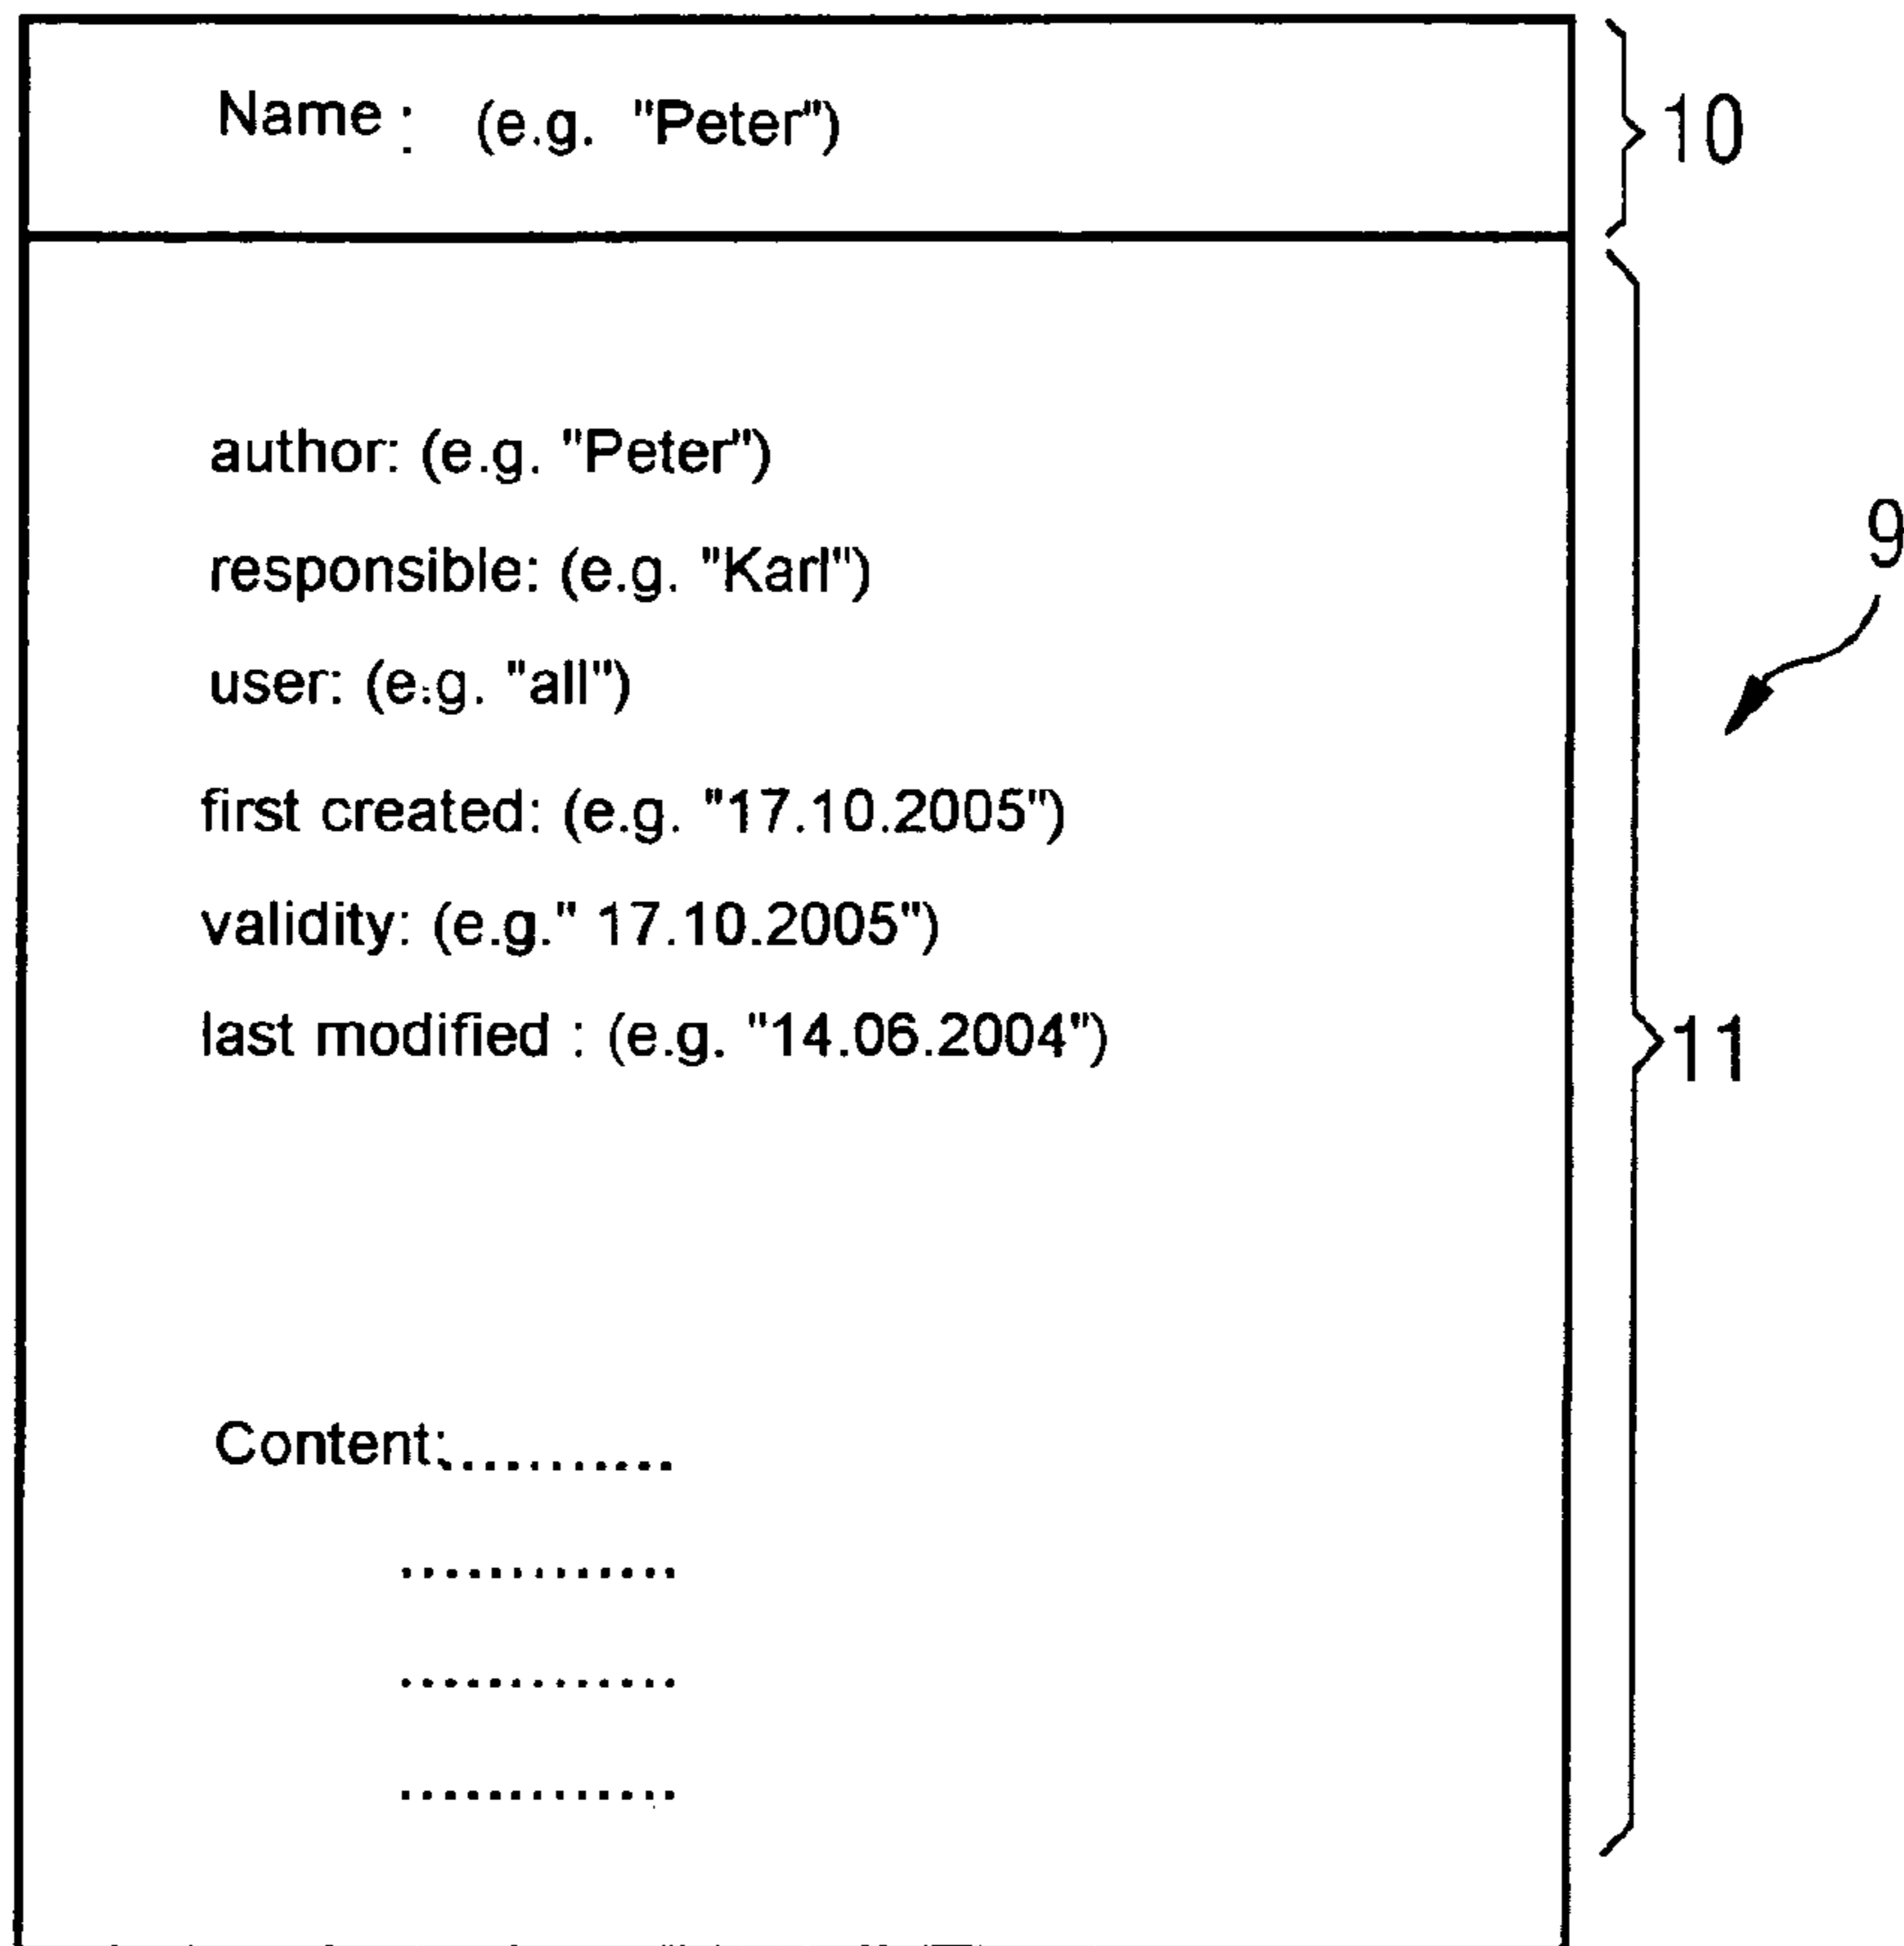 Name : (e.g. "Peter")
10
author: (e.g. "Peter")
responsible: (e.g. "Karl")
9
user: (e.g. "all")
first created: (e.g. "17.10.2005")
validity: (e.g." 17.10.2005")
last modified : (e.g. "14.06.2004")
11
Content:...........
.............
.............
.............